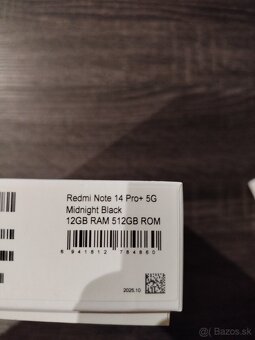 Redmi Note 14 Pro+ 5G
Midnight Black
12GB RAM 512GB ROM
6 941812 784860
2025.10
Bazos.sk